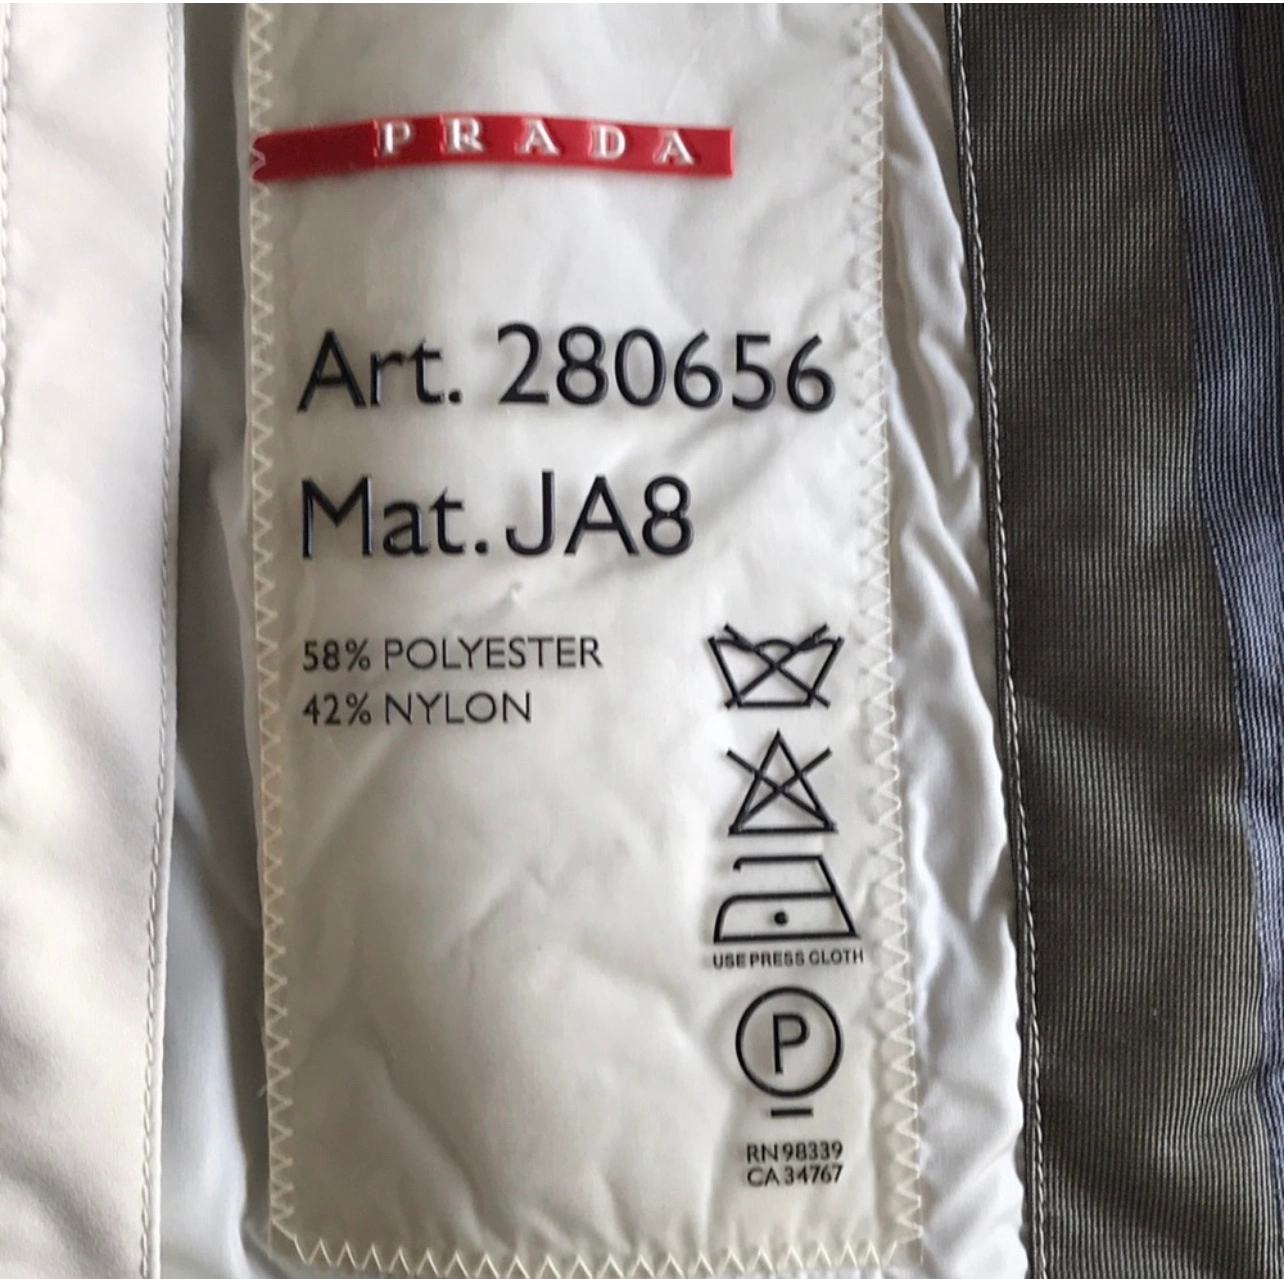 PRADA
Art. 280656
Mat. JA8
58% POLYESTER
42% NYLON
USE PRESS CLOTH
P
RN 98339
CA 34767